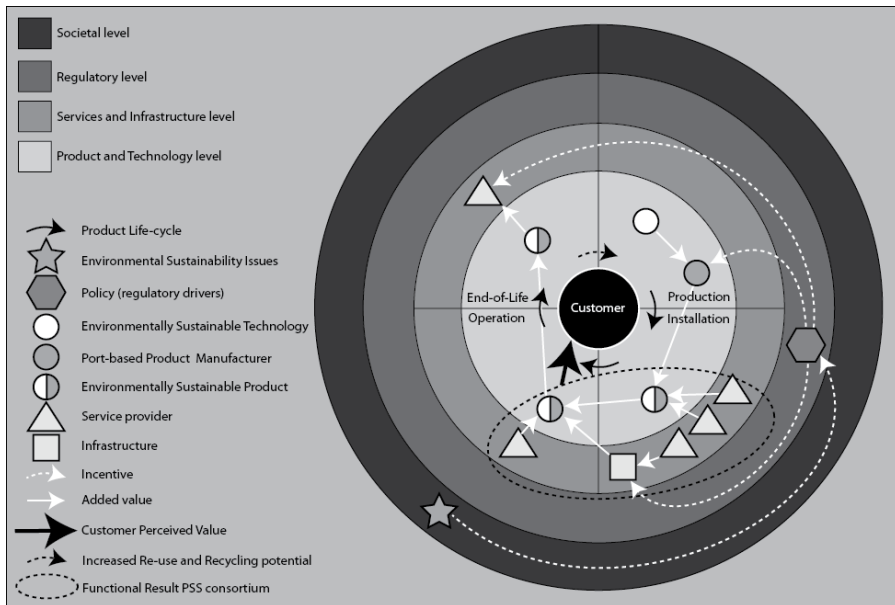 Societal level
Regulatory level
Services and Infrastructure level
Product and Technology level
Product Life-cycle
Environmental Sustainability Issues
Policy (regulatory drivers)
Environmentally Sustainable Technology
Port-based Product Manufacturer
Environmentally Sustainable Product
Service provider
Infrastructure
Incentive
Added value
Customer Perceived Value
Increased Re-use and Recycling potential
Functional Result PSS consortium
End-of-Life
Operation
Customer
Production
Installation